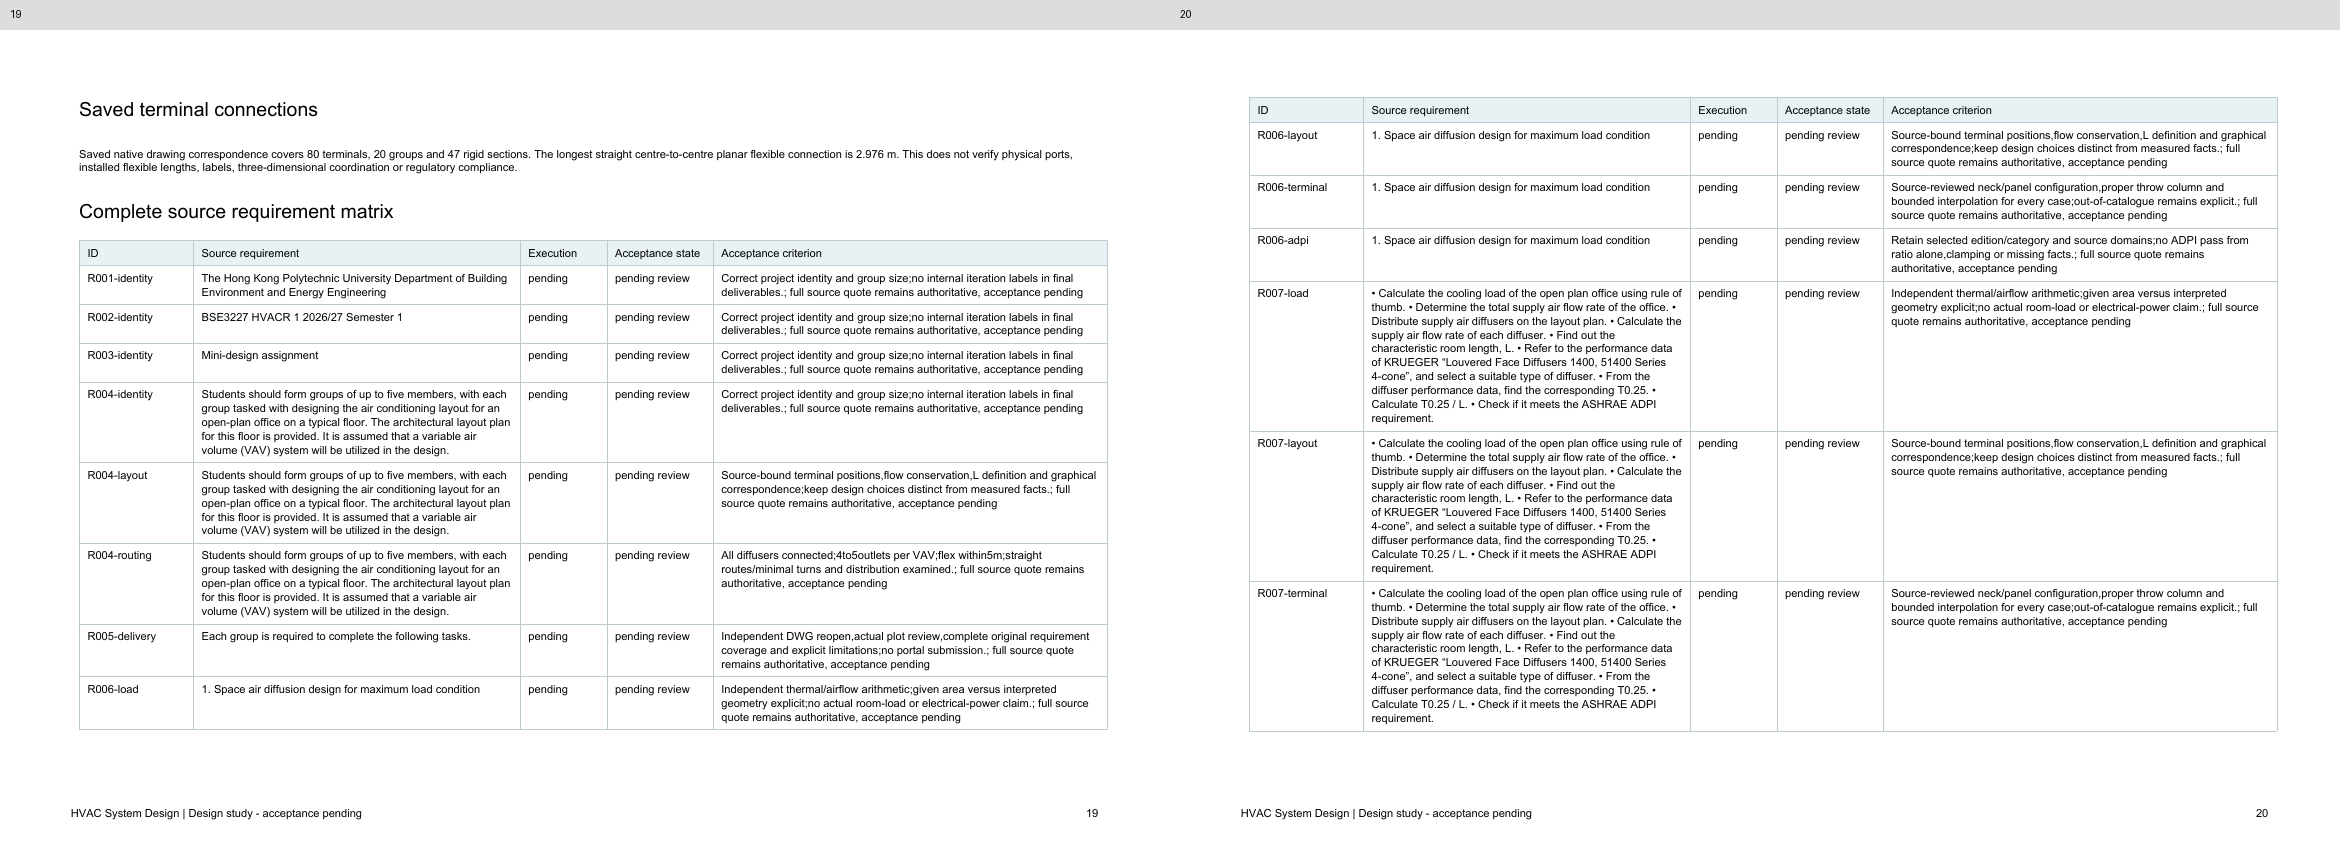 19
20
Saved terminal connections
Saved native drawing correspondence covers 80 terminals, 20 groups and 47 rigid sections. The longest straight centre-to-centre planar flexible connection is 2.976 m. This does not verify physical ports,
installed flexible lengths, labels, three-dimensional coordination or regulatory compliance.
Complete source requirement matrix
ID Source requirement Execution Acceptance state Acceptance criterion
R001-identity The Hong Kong Polytechnic University Department of Building pending pending review Correct project identity and group size;no internal iteration labels in final
Environment and Energy Engineering deliverables.; full source quote remains authoritative, acceptance pending
R002-identity BSE3227 HVACR 1 2026/27 Semester 1 pending pending review Correct project identity and group size;no internal iteration labels in final
deliverables.; full source quote remains authoritative, acceptance pending
R003-identity Mini-design assignment pending pending review Correct project identity and group size;no internal iteration labels in final
deliverables.; full source quote remains authoritative, acceptance pending
R004-identity Students should form groups of up to five members, with each pending pending review Correct project identity and group size;no internal iteration labels in final
group tasked with designing the air conditioning layout for an deliverables.; full source quote remains authoritative, acceptance pending
open-plan office on a typical floor. The architectural layout plan
for this floor is provided. It is assumed that a variable air
volume (VAV) system will be utilized in the design.
R004-layout Students should form groups of up to five members, with each pending pending review Source-bound terminal positions,flow conservation,L definition and graphical
group tasked with designing the air conditioning layout for an correspondence;keep design choices distinct from measured facts.; full
open-plan office on a typical floor. The architectural layout plan source quote remains authoritative, acceptance pending
for this floor is provided. It is assumed that a variable air
volume (VAV) system will be utilized in the design.
R004-routing Students should form groups of up to five members, with each pending pending review All diffusers connected;4to5outlets per VAV;flex within5m;straight
group tasked with designing the air conditioning layout for an routes/minimal turns and distribution examined.; full source quote remains
open-plan office on a typical floor. The architectural layout plan authoritative, acceptance pending
for this floor is provided. It is assumed that a variable air
volume (VAV) system will be utilized in the design.
R005-delivery Each group is required to complete the following tasks. pending pending review Independent DWG reopen,actual plot review,complete original requirement
coverage and explicit limitations;no portal submission.; full source quote
remains authoritative, acceptance pending
R006-load 1. Space air diffusion design for maximum load condition pending pending review Independent thermal/airflow arithmetic;given area versus interpreted
geometry explicit;no actual room-load or electrical-power claim.; full source
quote remains authoritative, acceptance pending
HVAC System Design | Design study - acceptance pending 19
ID Source requirement Execution Acceptance state Acceptance criterion
R006-layout 1. Space air diffusion design for maximum load condition pending pending review Source-bound terminal positions,flow conservation,L definition and graphical
correspondence;keep design choices distinct from measured facts.; full
source quote remains authoritative, acceptance pending
R006-terminal 1. Space air diffusion design for maximum load condition pending pending review Source-reviewed neck/panel configuration,proper throw column and
bounded interpolation for every case;out-of-catalogue remains explicit.; full
source quote remains authoritative, acceptance pending
R006-adpi 1. Space air diffusion design for maximum load condition pending pending review Retain selected edition/category and source domains;no ADPI pass from
ratio alone,clamping or missing facts.; full source quote remains
authoritative, acceptance pending
R007-load • Calculate the cooling load of the open plan office using rule of pending pending review Independent thermal/airflow arithmetic;given area versus interpreted
thumb. • Determine the total supply air flow rate of the office. • geometry explicit;no actual room-load or electrical-power claim.; full source
Distribute supply air diffusers on the layout plan. • Calculate the quote remains authoritative, acceptance pending
supply air flow rate of each diffuser. • Find out the
characteristic room length, L. • Refer to the performance data
of KRUEGER “Louvered Face Diffusers 1400, 51400 Series
4-cone”, and select a suitable type of diffuser. • From the
diffuser performance data, find the corresponding T0.25. •
Calculate T0.25 / L. • Check if it meets the ASHRAE ADPI
requirement.
R007-layout • Calculate the cooling load of the open plan office using rule of pending pending review Source-bound terminal positions,flow conservation,L definition and graphical
thumb. • Determine the total supply air flow rate of the office. • correspondence;keep design choices distinct from measured facts.; full
Distribute supply air diffusers on the layout plan. • Calculate the source quote remains authoritative, acceptance pending
supply air flow rate of each diffuser. • Find out the
characteristic room length, L. • Refer to the performance data
of KRUEGER “Louvered Face Diffusers 1400, 51400 Series
4-cone”, and select a suitable type of diffuser. • From the
diffuser performance data, find the corresponding T0.25. •
Calculate T0.25 / L. • Check if it meets the ASHRAE ADPI
requirement.
R007-terminal • Calculate the cooling load of the open plan office using rule of pending pending review Source-reviewed neck/panel configuration,proper throw column and
thumb. • Determine the total supply air flow rate of the office. • bounded interpolation for every case;out-of-catalogue remains explicit.; full
Distribute supply air diffusers on the layout plan. • Calculate the source quote remains authoritative, acceptance pending
supply air flow rate of each diffuser. • Find out the
characteristic room length, L. • Refer to the performance data
of KRUEGER “Louvered Face Diffusers 1400, 51400 Series
4-cone”, and select a suitable type of diffuser. • From the
diffuser performance data, find the corresponding T0.25. •
Calculate T0.25 / L. • Check if it meets the ASHRAE ADPI
requirement.
HVAC System Design | Design study - acceptance pending 20